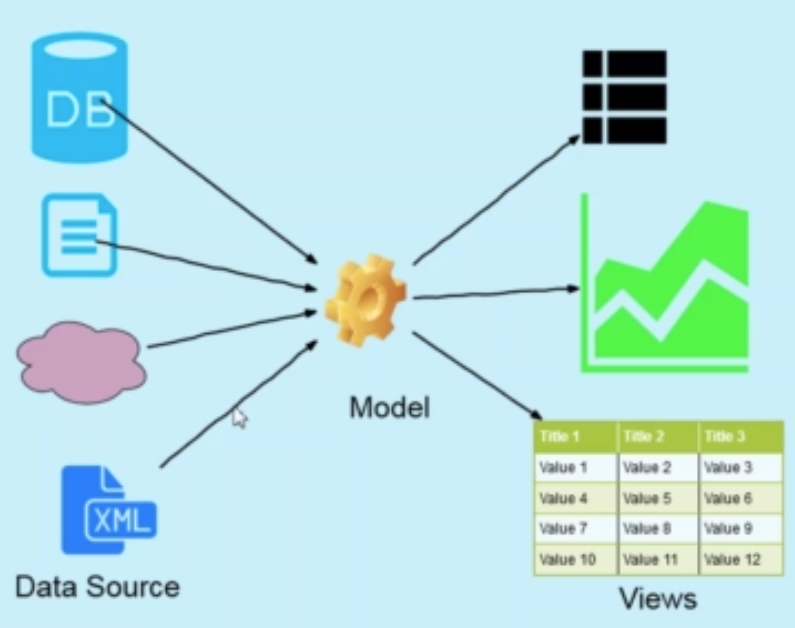 DB
XML
Data Source
Model
Title 1 Title 2 Title 3
Value 1 Value 2 Value 3
Value 4 Value 5 Value 6
Value 7 Value 8 Value 9
Value 10 Value 11 Value 12
Views